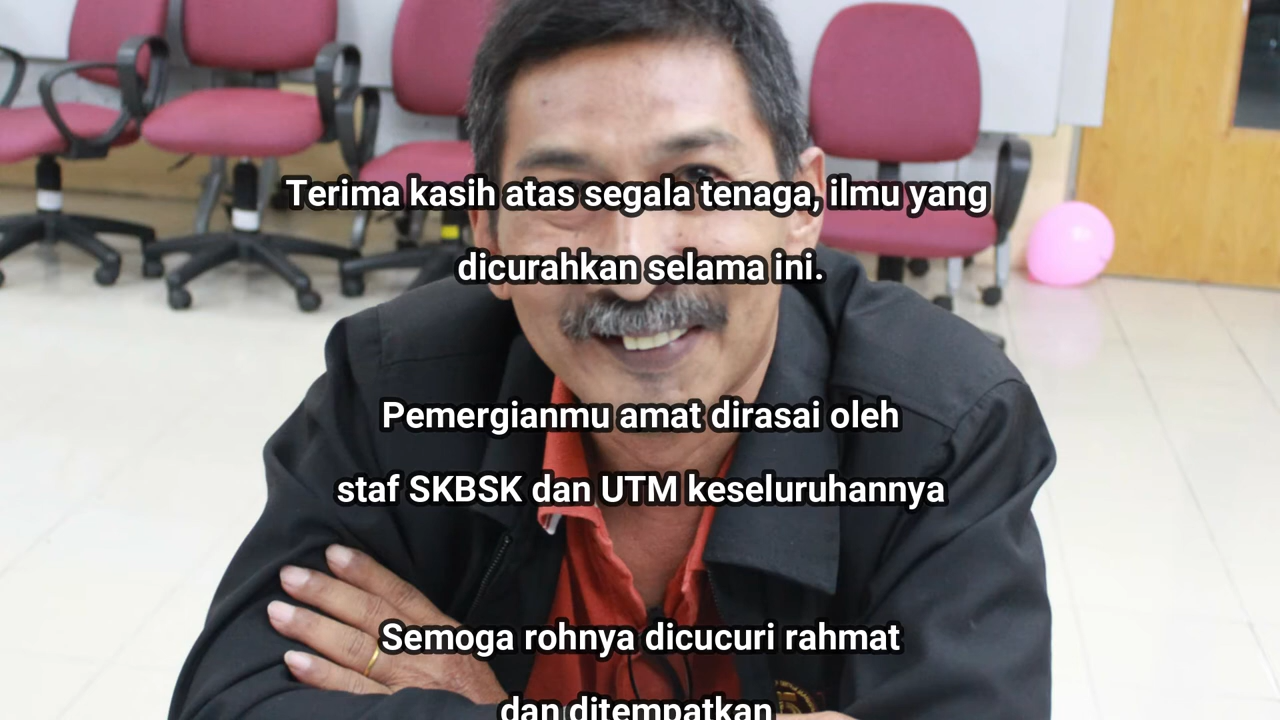 Terima kasih atas segala tenaga, ilmu yang
dicurahkan selama ini.
Pemergianmu amat dirasai oleh
staf SKBSK dan UTM keseluruhannya
Semoga rohnya dicucuri rahmat
dan ditempatkan